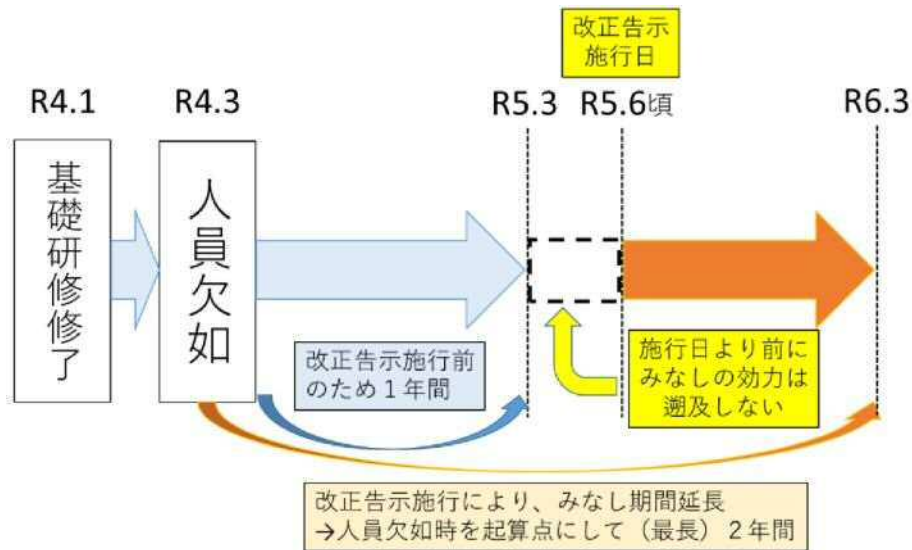 改正告示
施行日
R4.1
R4.3
R5.3
R5.6頃
R6.3
基礎研修修了
人員欠如
改正告示施行前
のため1年間
施行日より前に
みなしの効力は
遡及しない
改正告示施行により、みなし期間延長
→人員欠如時を起算点にして（最長）２年間